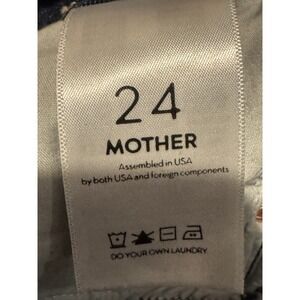 24
MOTHER
Assembled in USA
by both USA and foreign components
DO YOUR OWN LAUNDRY